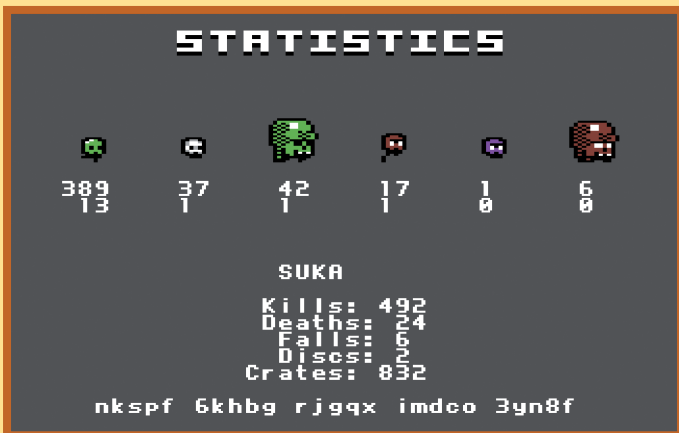 STATISTICS
389 37 42 17 1 6
13 1 1 1 0 0
SUKA
Kills: 492
Deaths: 24
Falls: 6
Discs: 2
Crates: 832
nkspf 6khbg rjgqx imdco 3yn8f